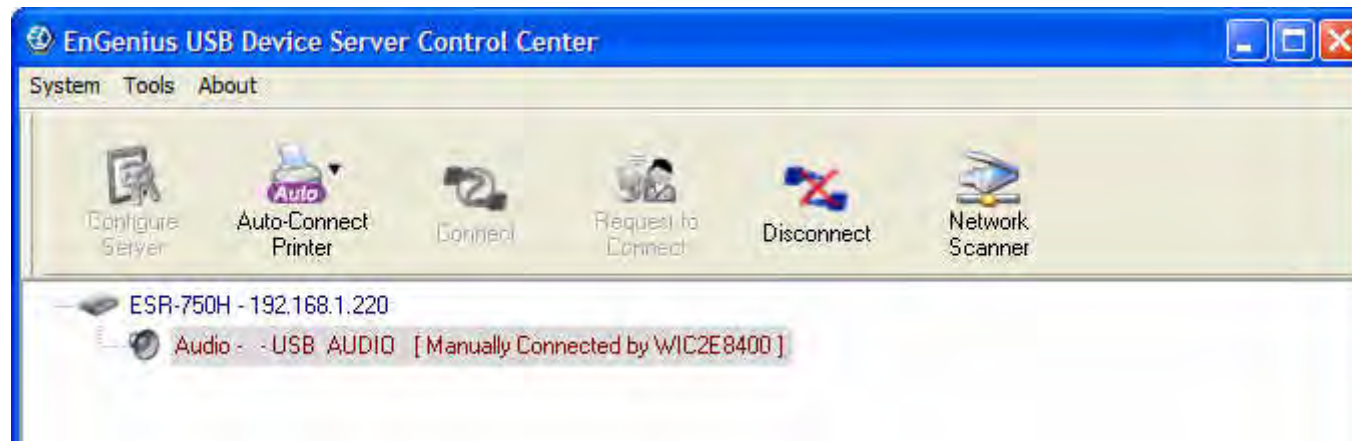 EnGenius USB Device Server Control Center
System Tools About
Configure Server
Auto
Auto-Connect Printer
Connect
Request to Connect
Disconnect
Network Scanner
ESR-750H - 192.168.1.220
Audio - - USB AUDIO [ Manually Connected by WIC2E8400 ]